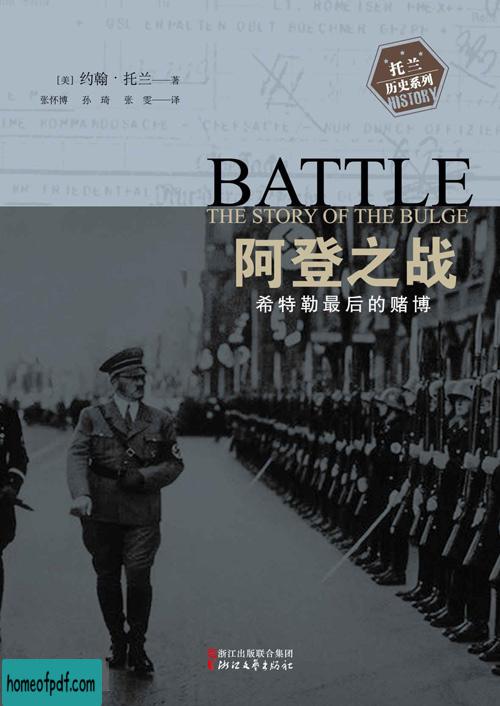 [美]约翰·托兰——著
张怀博 孙琦 张雯——译
托兰
历史系列
HISTORY
BATTLE
THE STORY OF THE BULGE
阿登之战
希特勒最后的赌博
浙江出版联合集团
浙江文艺出版社
homeofpdf.com